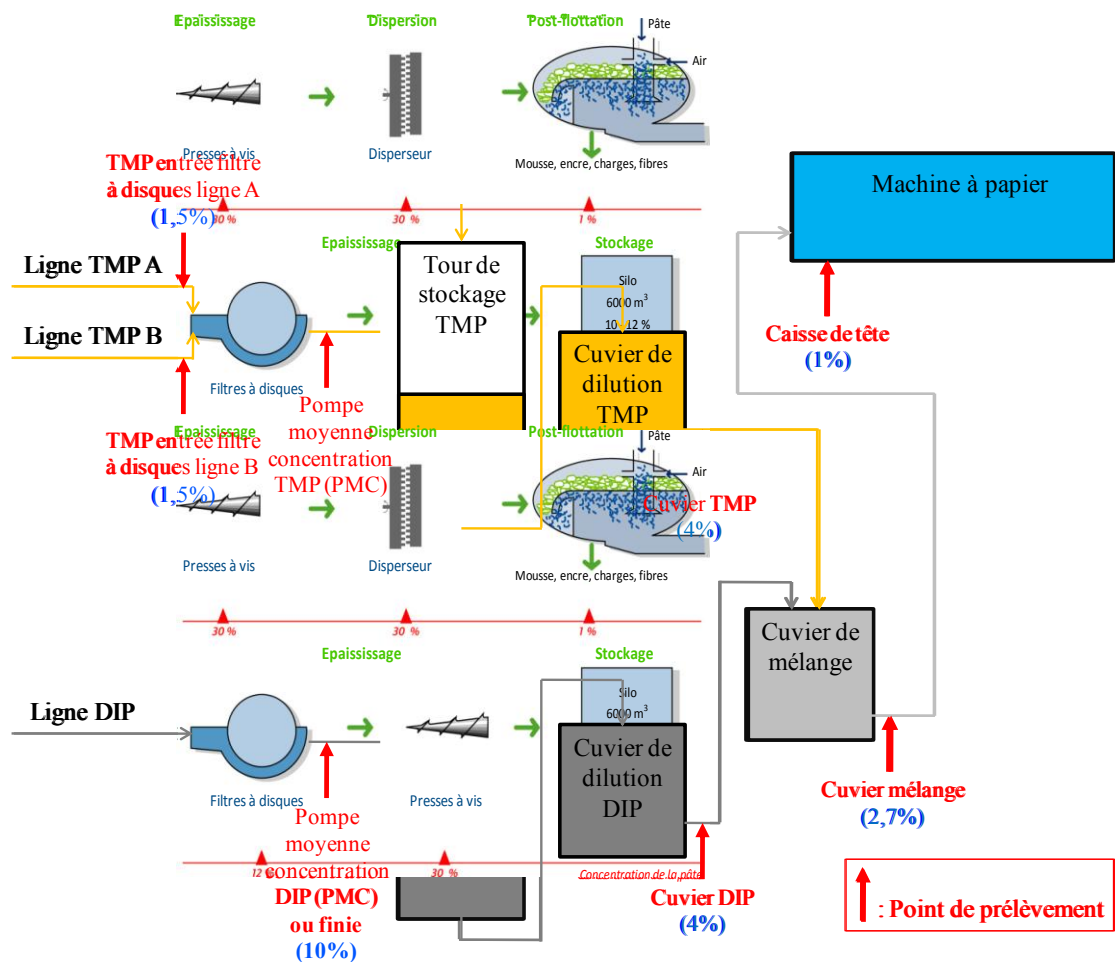 Epaississage
Dispersion
Post-flottation
Pâte
Air
Presses à vis
Disperseur
Mousse, encre, charges, fibres
TMP entrée filtre
à disques ligne A
(1,5%)
30 %
30 %
1 %
Machine à papier
Epaississage
Stockage
Ligne TMP A
Ligne TMP B
Tour de
stockage
TMP
Silo
6000 m³
10 - 12 %
Cuvier de
dilution
TMP
Caisse de tête
(1%)
Filtres à disques
Pompe
moyenne
concentration
TMP (PMC)
TMP entrée filtre
à disques ligne B
(1,5%)
Epaississage
Dispersion
Post-flottation
Pâte
Air
Cuvier TMP
(4%)
Presses à vis
Disperseur
Mousse, encre, charges, fibres
30 %
30 %
1 %
Epaississage
Stockage
Cuvier de
mélange
Ligne DIP
Silo
6000 m³
Cuvier de
dilution
DIP
Filtres à disques
Presses à vis
Cuvier mélange
(2,7%)
Pompe
moyenne
concentration
DIP (PMC)
ou finie
(10%)
12 %
30 %
Concentration de la pâte
Cuvier DIP
(4%)
: Point de prélèvement